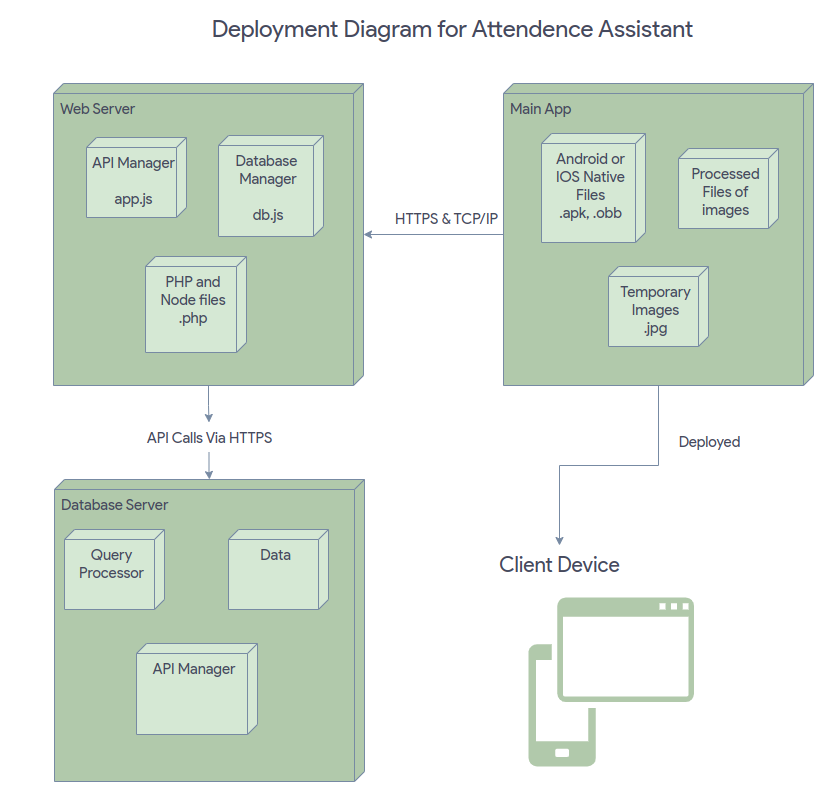 Deployment Diagram for Attendence Assistant
Web Server
API Manager
app.js
Database
Manager
db.js
PHP and
Node files
.php
HTTPS & TCP/IP
Main App
Android or
IOS Native
Files
.apk, .obb
Processed
Files of
images
Temporary
Images
.jpg
API Calls Via HTTPS
Deployed
Database Server
Query
Processor
Data
API Manager
Client Device